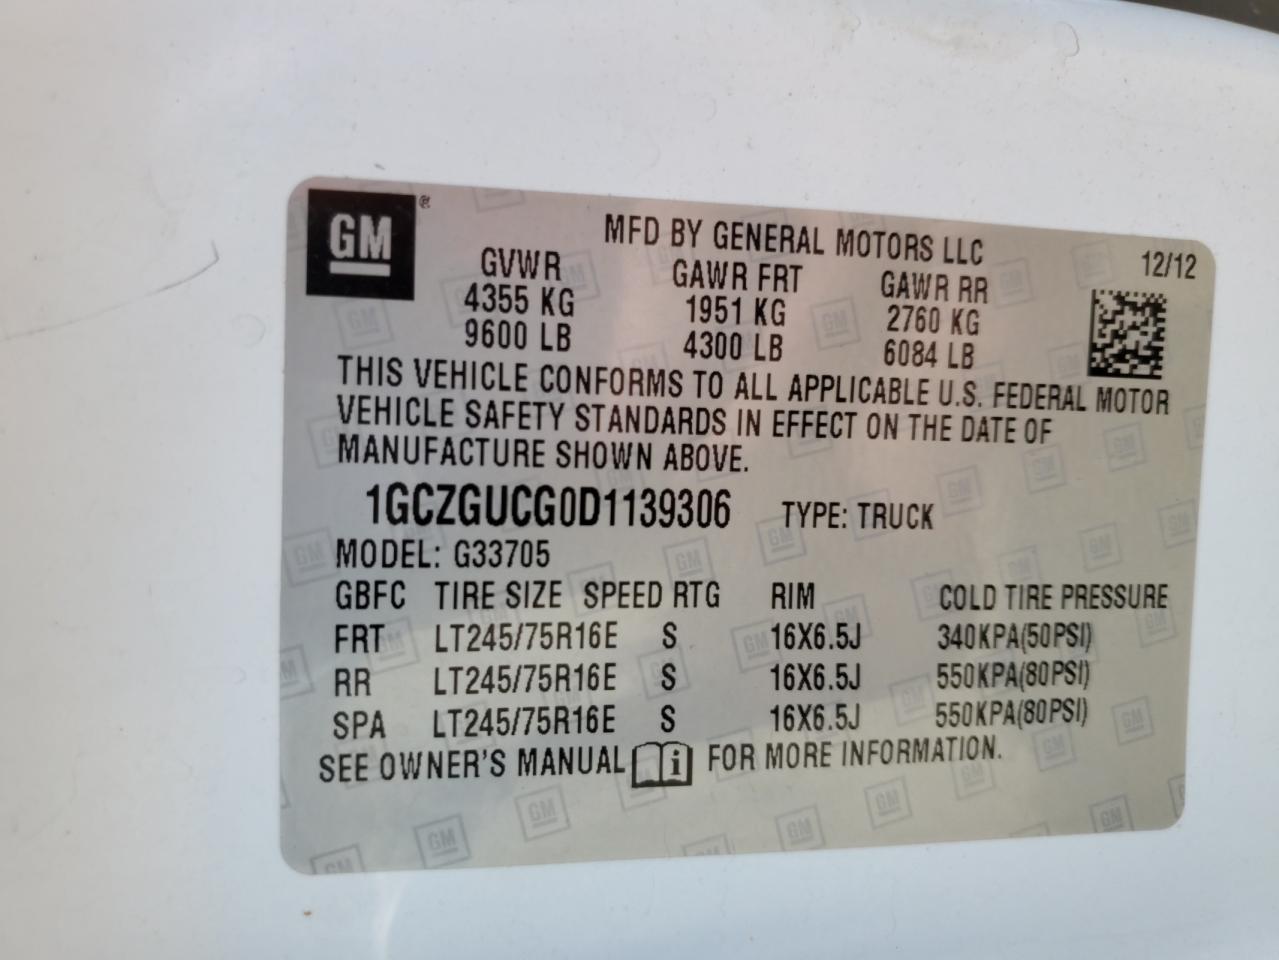 GM®
MFD BY GENERAL MOTORS LLC
12/12
GVWR GAWR FRT GAWR RR
4355 KG 1951 KG 2760 KG
9600 LB 4300 LB 6084 LB
THIS VEHICLE CONFORMS TO ALL APPLICABLE U.S. FEDERAL MOTOR
VEHICLE SAFETY STANDARDS IN EFFECT ON THE DATE OF
MANUFACTURE SHOWN ABOVE.
1GCZGUCG0D1139306 TYPE: TRUCK
MODEL: G33705
GBFC TIRE SIZE SPEED RTG RIM COLD TIRE PRESSURE
FRT LT245/75R16E S 16X6.5J 340KPA(50PSI)
RR LT245/75R16E S 16X6.5J 550KPA(80PSI)
SPA LT245/75R16E S 16X6.5J 550KPA(80PSI)
SEE OWNER'S MANUAL i FOR MORE INFORMATION.